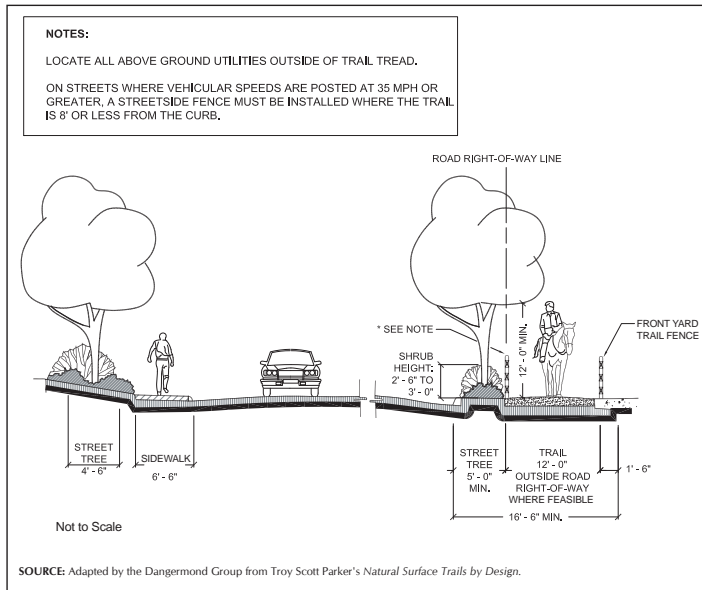 NOTES:
LOCATE ALL ABOVE GROUND UTILITIES OUTSIDE OF TRAIL TREAD.
ON STREETS WHERE VEHICULAR SPEEDS ARE POSTED AT 35 MPH OR
GREATER, A STREETSIDE FENCE MUST BE INSTALLED WHERE THE TRAIL
IS 8' OR LESS FROM THE CURB.
ROAD RIGHT-OF-WAY LINE
* SEE NOTE
SHRUB
HEIGHT:
2' - 6" TO
3' - 0"
12' - 0" MIN.
FRONT YARD
TRAIL FENCE
STREET
TREE
4' - 6"
SIDEWALK
6' - 6"
STREET
TREE
5' - 0"
MIN.
TRAIL
12' - 0"
OUTSIDE ROAD
RIGHT-OF-WAY
WHERE FEASIBLE
1' - 6"
16' - 6" MIN.
Not to Scale
SOURCE: Adapted by the Dangermond Group from Troy Scott Parker's Natural Surface Trails by Design.